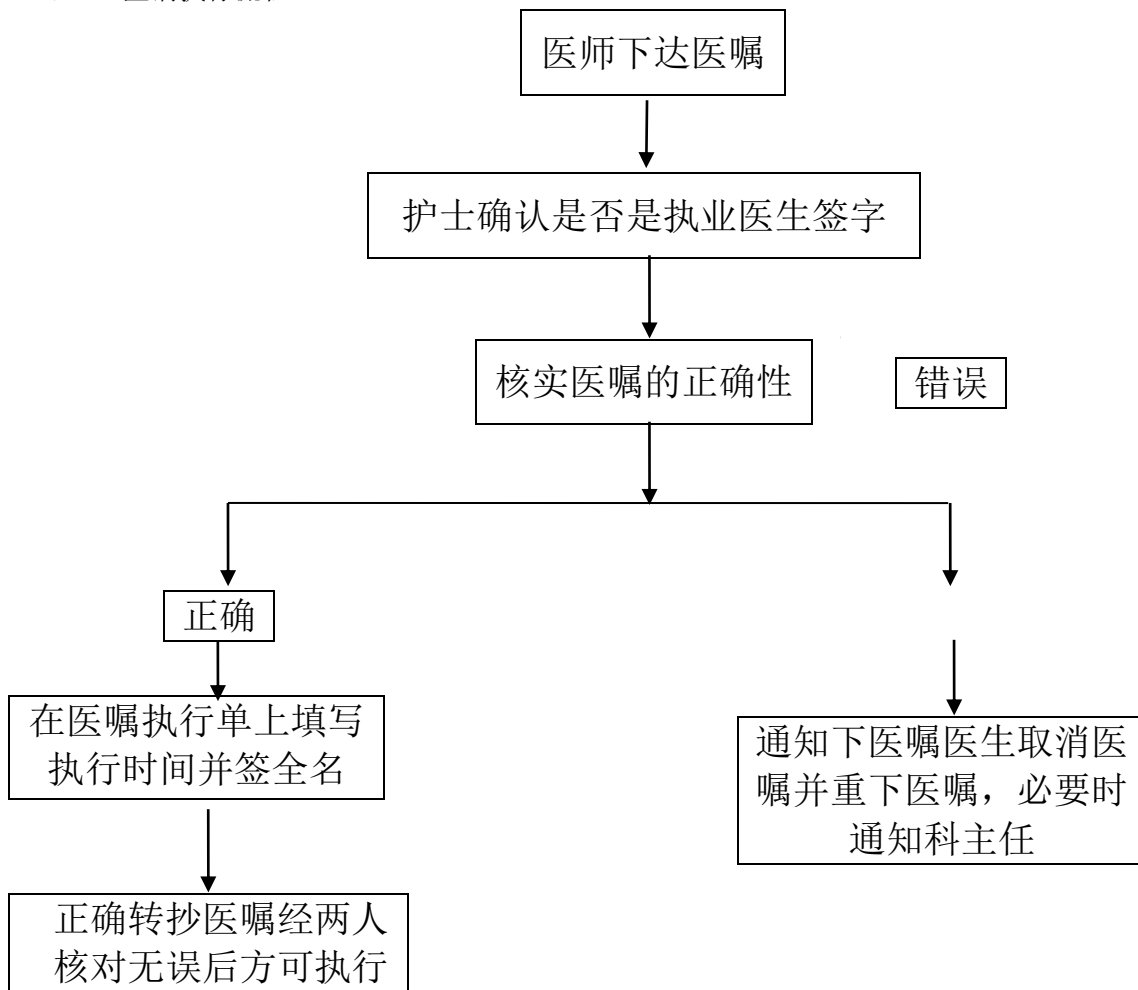 医师下达医嘱
护士确认是否是执业医生签字
核实医嘱的正确性
错误
正确
在医嘱执行单上填写
执行时间并签全名
通知下医嘱医生取消医
嘱并重下医嘱，必要时
通知科主任
正确转抄医嘱经两人
核对无误后方可执行